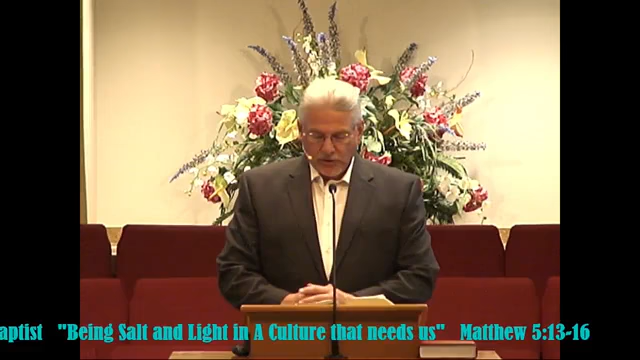 aptist "Being Salt and Light in A Culture that needs us" Matthew 5:13-16